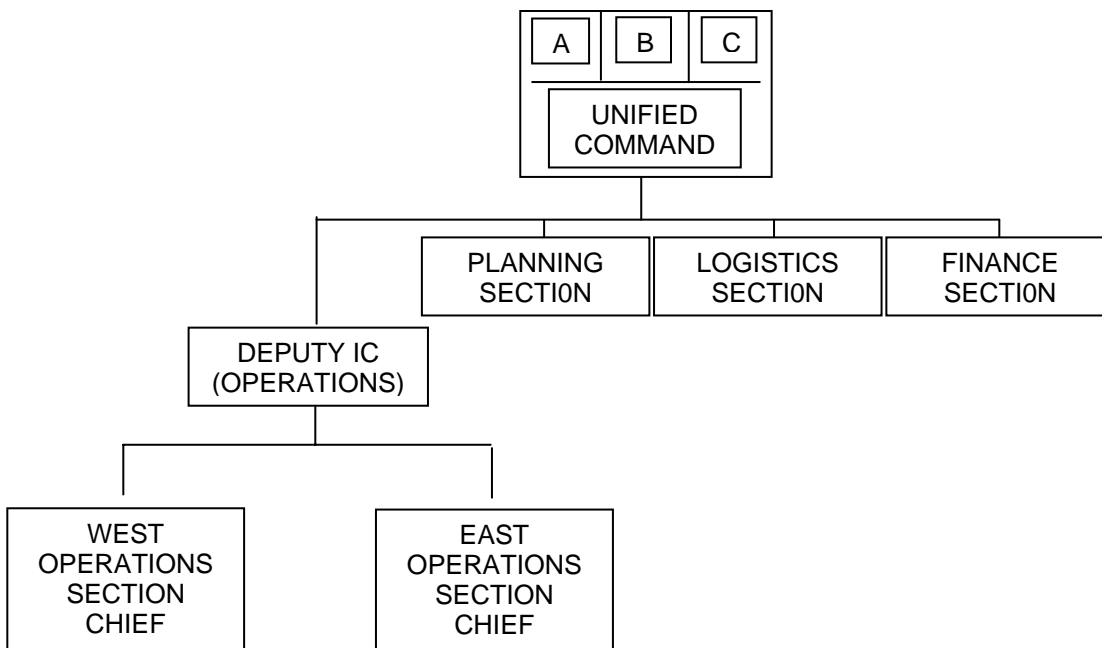 A
B
C
UNIFIED
COMMAND
PLANNING
SECTI0N
LOGISTICS
SECTI0N
FINANCE
SECTI0N
DEPUTY IC
(OPERATIONS)
WEST
OPERATIONS
SECTION
CHIEF
EAST
OPERATIONS
SECTION
CHIEF